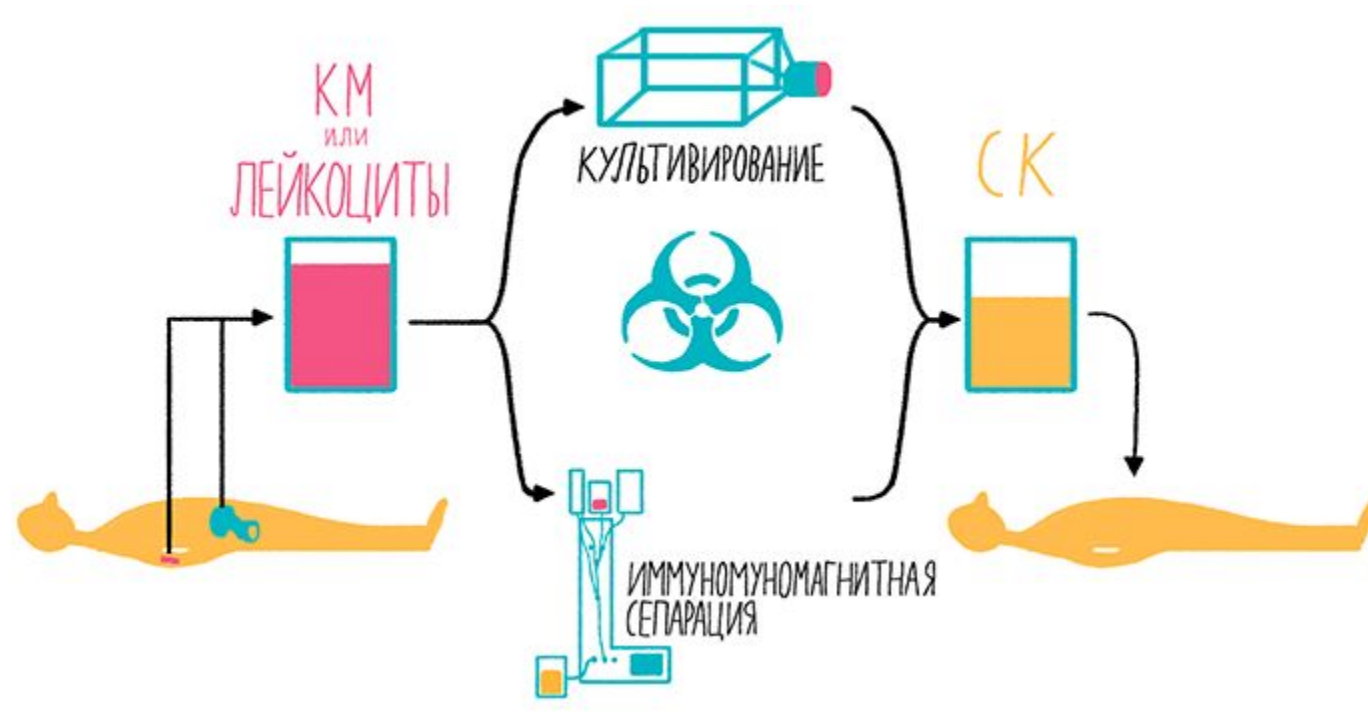 КМ
или
ЛЕЙКОЦИТЫ
КУЛЬТИВИРОВАНИЕ
СК
ИММУНОМУНОМАГНИТНАЯ
СЕПАРАЦИЯ